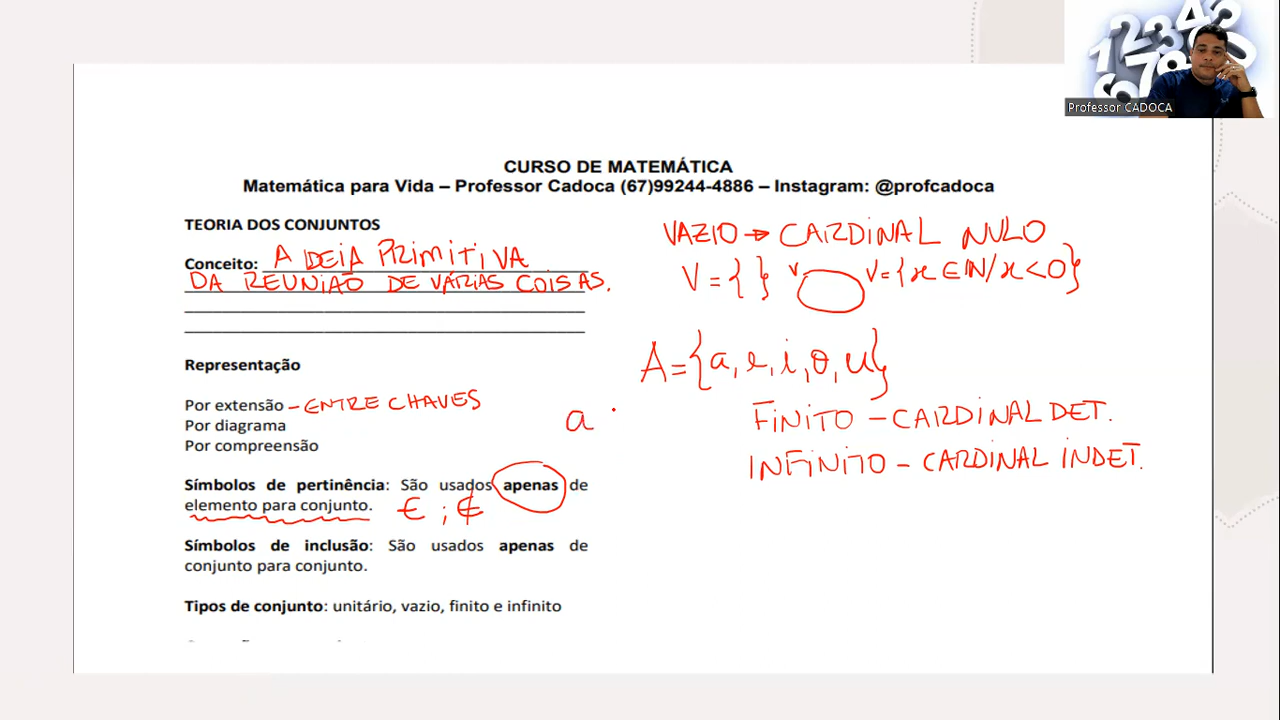 Professor CADOCA
CURSO DE MATEMÁTICA
Matemática para Vida – Professor Cadoca (67)99244-4886 – Instagram: @profcadoca
TEORIA DOS CONJUNTOS
Conceito: A IDEIA PRIMITIVA
DA REUNIÃO DE VÁRIAS COISAS.
Representação
Por extensão – ENTRE CHAVES
Por diagrama
Por compreensão
Símbolos de pertinência: São usados apenas de
elemento para conjunto. ∈ ; ∉
Símbolos de inclusão: São usados apenas de
conjunto para conjunto.
Tipos de conjunto: unitário, vazio, finito e infinito
VAZIO → CARDINAL NULO
V = { } V V = {x ∈ IN / x < 0}
A = {a, e, i, o, u}
a
FINITO – CARDINAL DET.
INFINITO – CARDINAL INDET.